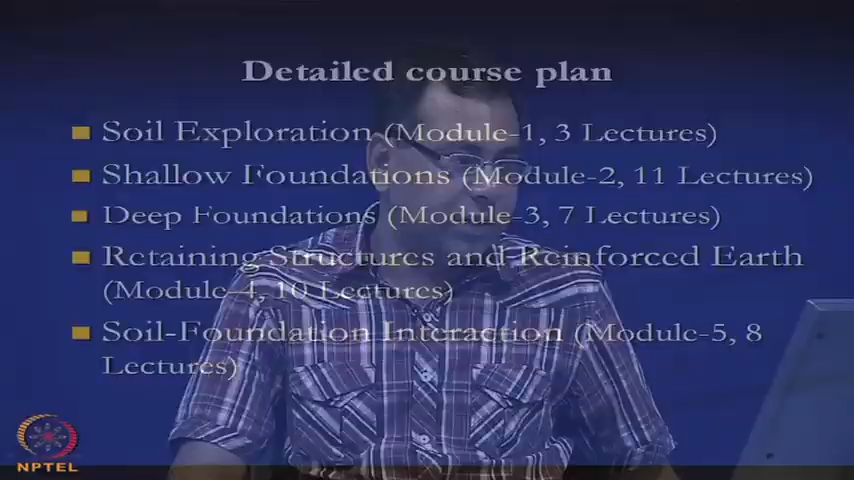 Detailed course plan
Soil Exploration (Module-1, 3 Lectures)
Shallow Foundations (Module-2, 11 Lectures)
Deep Foundations (Module-3, 7 Lectures)
Retaining Structures and Reinforced Earth
(Module-4, 10 Lectures)
Soil-Foundation Interaction (Module-5, 8
Lectures)
NPTEL